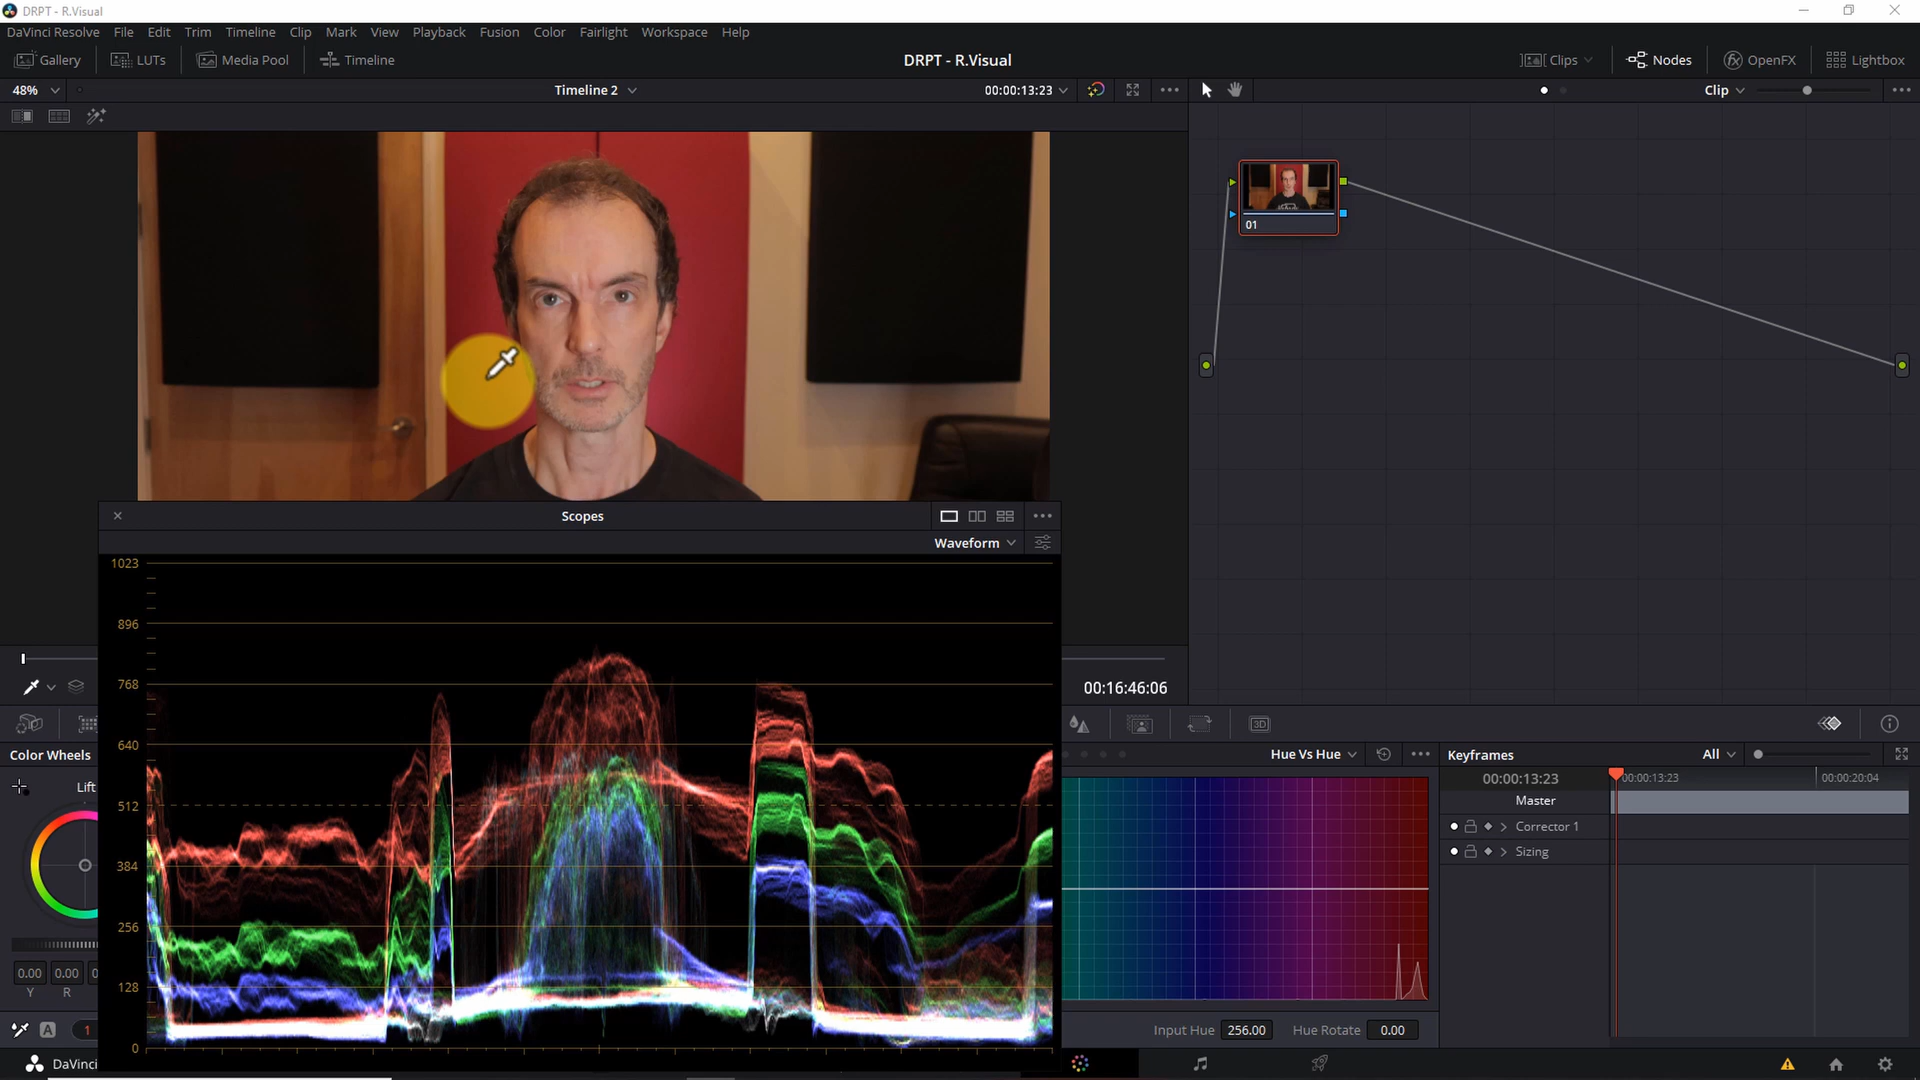 DRPT - R.Visual
DaVinci Resolve File Edit Trim Timeline Clip Mark View Playback Fusion Color Fairlight Workspace Help
Gallery LUTs Media Pool Timeline DRPT - R.Visual Clips Nodes OpenFX Lightbox
48% Timeline 2 00:00:13:23 Clip
01
Scopes
Waveform
1023
896
768
640
512
384
256
128
0
00:16:46:06
3D
Color Wheels
Lift
0.00 0.00 0
Y R
A 1
Hue Vs Hue
Input Hue 256.00 Hue Rotate 0.00
Keyframes All
00:00:13:23 00:00:13:23 00:00:20:04
Master
Corrector 1
Sizing
DaVinci